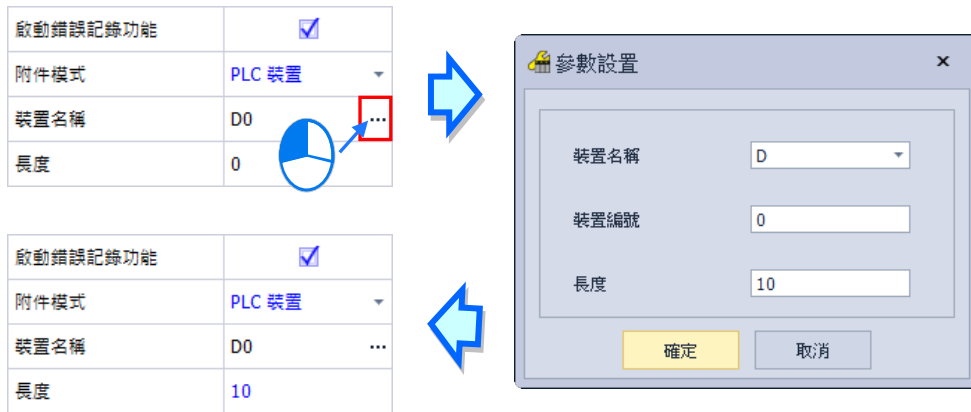 啟動錯誤記錄功能
附件模式 PLC 裝置
裝置名稱 D0 ...
長度 0
參數設置 ×
裝置名稱 D
裝置編號 0
長度 10
確定 取消
啟動錯誤記錄功能
附件模式 PLC 裝置
裝置名稱 D0 ...
長度 10